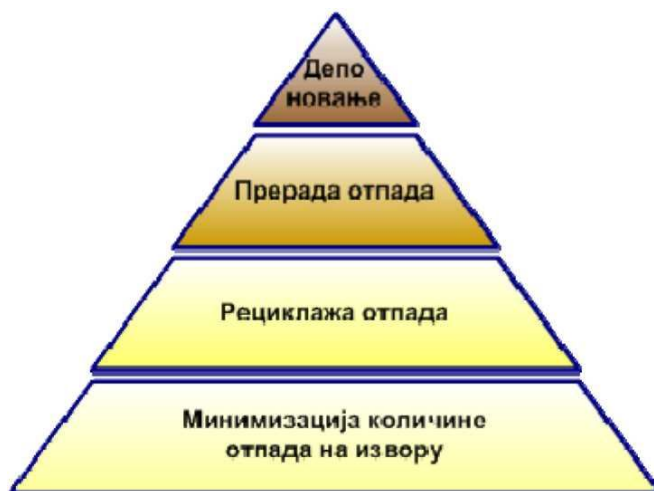 Депо
новање
Прерада отпада
Рециклажа отпада
Минимизација количине
отпада на извору